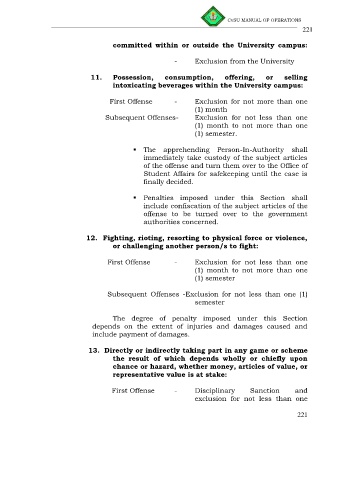 CvSU MANUAL OF OPERATIONS
221
committed within or outside the University campus:
- Exclusion from the University
11. Possession, consumption, offering, or selling
intoxicating beverages within the University campus:
First Offense - Exclusion for not more than one
(1) month
Subsequent Offenses- Exclusion for not less than one
(1) month to not more than one
(1) semester.
• The apprehending Person-In-Authority shall
immediately take custody of the subject articles
of the offense and turn them over to the Office of
Student Affairs for safekeeping until the case is
finally decided.
• Penalties imposed under this Section shall
include confiscation of the subject articles of the
offense to be turned over to the government
authorities concerned.
12. Fighting, rioting, resorting to physical force or violence,
or challenging another person/s to fight:
First Offense - Exclusion for not less than one
(1) month to not more than one
(1) semester
Subsequent Offenses -Exclusion for not less than one (1)
semester
The degree of penalty imposed under this Section
depends on the extent of injuries and damages caused and
include payment of damages.
13. Directly or indirectly taking part in any game or scheme
the result of which depends wholly or chiefly upon
chance or hazard, whether money, articles of value, or
representative value is at stake:
First Offense - Disciplinary Sanction and
exclusion for not less than one
221